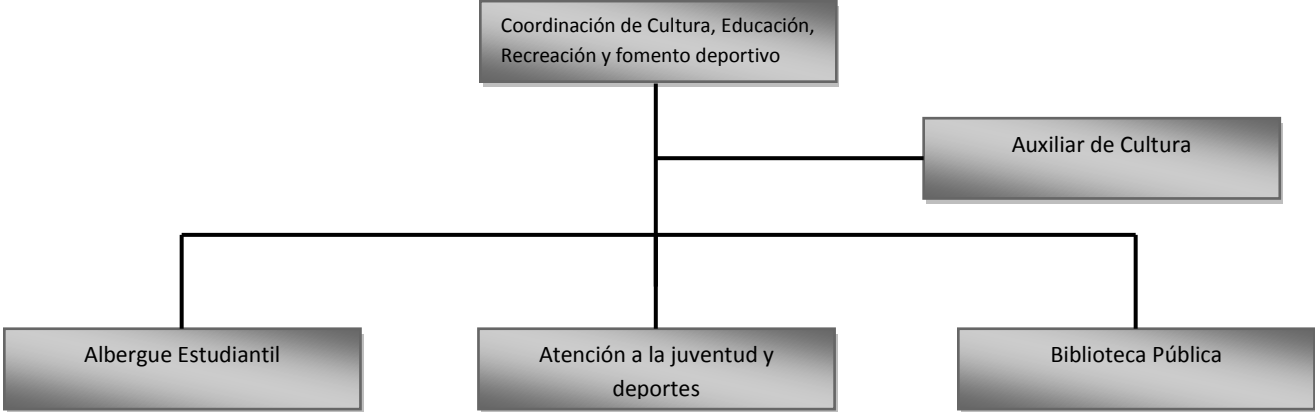 Coordinación de Cultura, Educación,
Recreación y fomento deportivo
Auxiliar de Cultura
Albergue Estudiantil
Atención a la juventud y
deportes
Biblioteca Pública